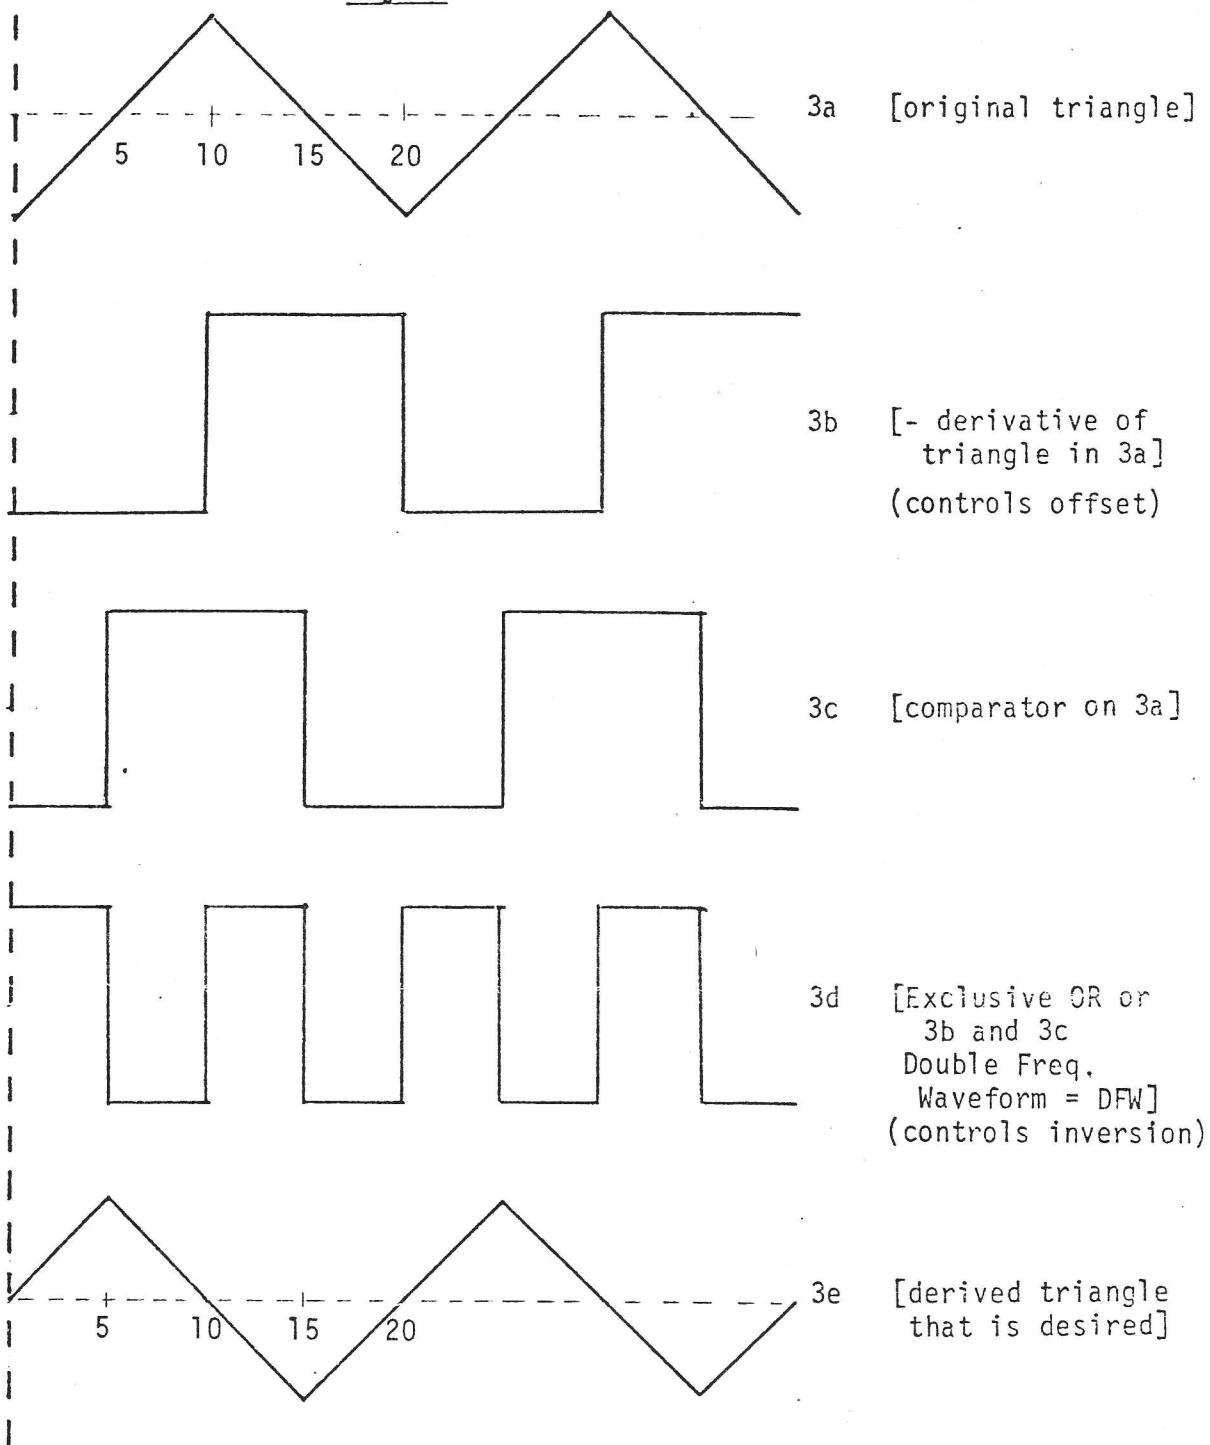 3a [original triangle]
5 10 15 20
3b [- derivative of
triangle in 3a]
(controls offset)
3c [comparator on 3a]
3d [Exclusive OR or
3b and 3c
Double Freq.
Waveform = DFW]
(controls inversion)
3e [derived triangle
that is desired]
5 10 15 20